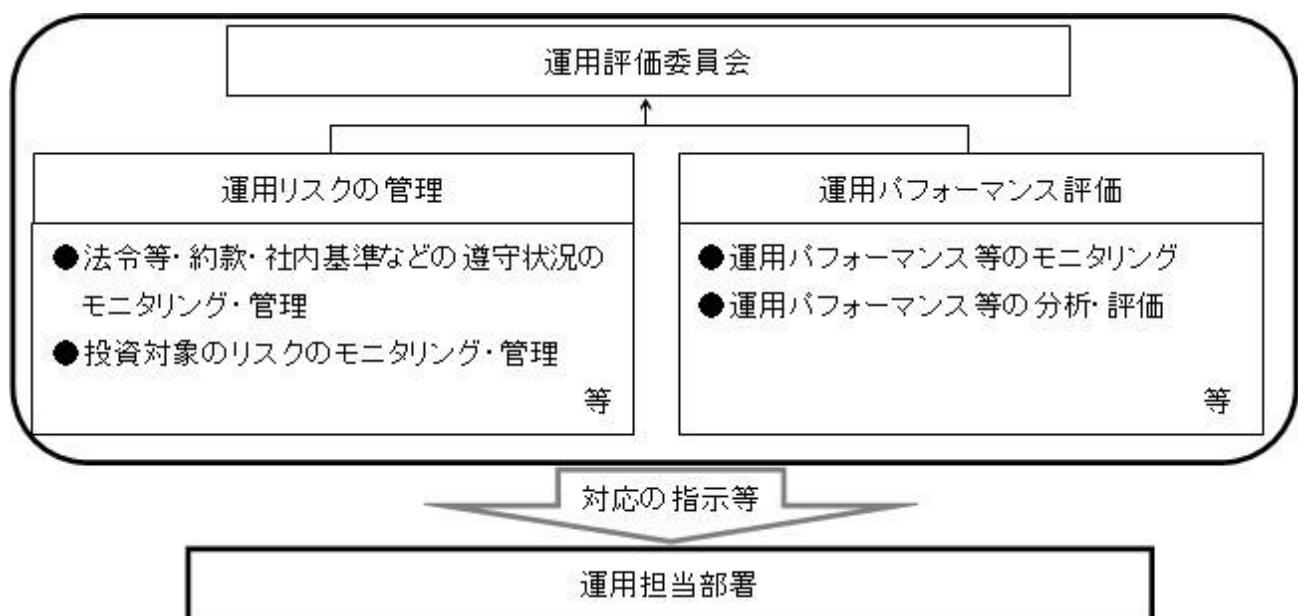 運用評価委員会
運用リスクの管理
●法令等・約款・社内基準などの遵守状況の
モニタリング・管理
●投資対象のリスクのモニタリング・管理
等
運用パフォーマンス評価
●運用パフォーマンス等のモニタリング
●運用パフォーマンス等の分析・評価
等
対応の指示等
運用担当部署